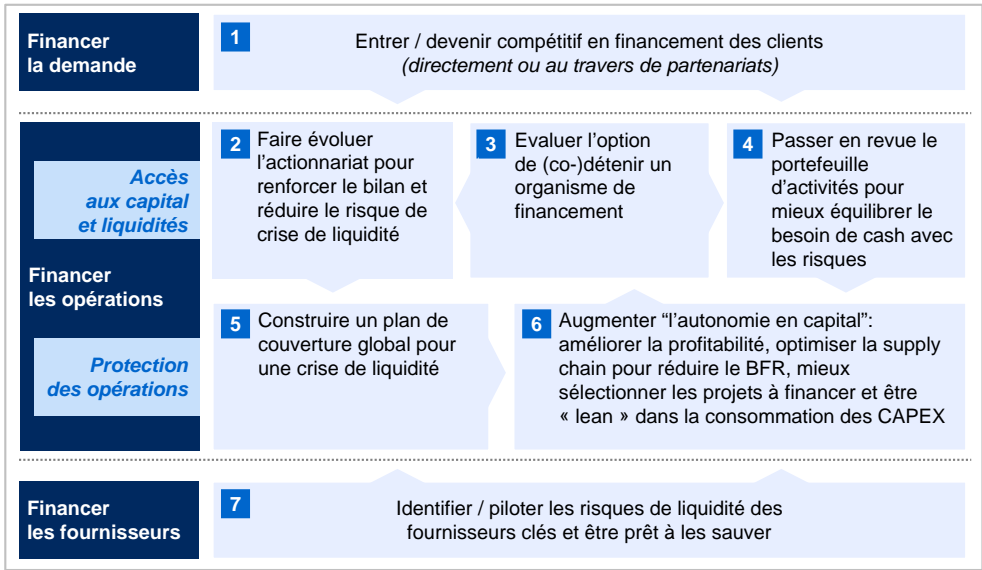 Financer
la demande
1
Entrer / devenir compétitif en financement des clients
(directement ou au travers de partenariats)
Accès
aux capital
et liquidités
Financer
les opérations
Protection
des opérations
2
Faire évoluer
l’actionnariat pour
renforcer le bilan et
réduire le risque de
crise de liquidité
3
Evaluer l’option
de (co-)détenir un
organisme de
financement
4
Passer en revue le
portefeuille
d’activités pour
mieux équilibrer le
besoin de cash avec
les risques
5
Construire un plan de
couverture global pour
une crise de liquidité
6
Augmenter “l’autonomie en capital”:
améliorer la profitabilité, optimiser la supply
chain pour réduire le BFR, mieux
sélectionner les projets à financer et être
« lean » dans la consommation des CAPEX
Financer
les fournisseurs
7
Identifier / piloter les risques de liquidité des
fournisseurs clés et être prêt à les sauver